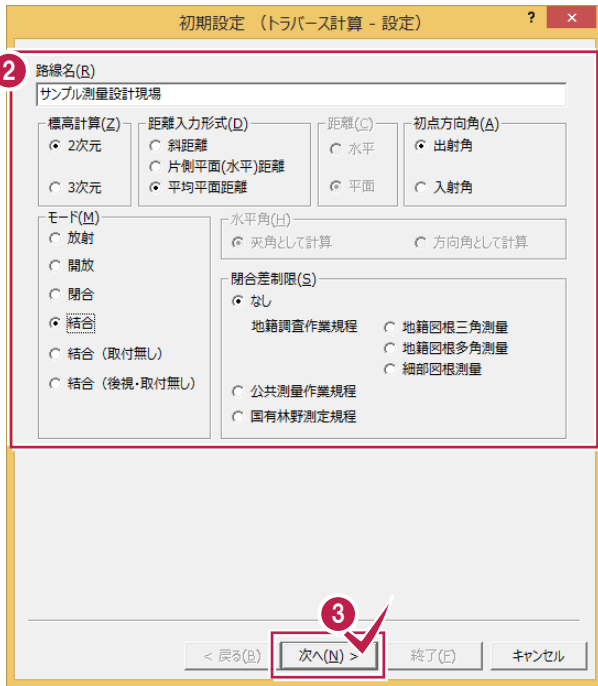 初期設定 （トラバース計算 - 設定）
? ×
2
路線名(R)
サンプル測量設計現場
標高計算(Z)
2次元
3次元
距離入力形式(D)
斜距離
片側平面(水平)距離
平均平面距離
距離(C)
水平
平面
初点方向角(A)
出射角
入射角
モード(M)
放射
開放
閉合
結合
結合（取付無し）
結合（後視・取付無し）
水平角(H)
夾角として計算
方向角として計算
閉合差制限(S)
なし
地籍調査作業規程
地籍図根三角測量
地籍図根多角測量
細部図根測量
公共測量作業規程
国有林野測定規程
3
< 戻る(B)
次へ(N) >
終了(F)
キャンセル